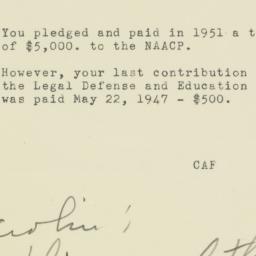 You pledged and paid in 1951 a t
of $5,000. to the NAACP.
However, your last contribution
the Legal Defense and Education
was paid May 22, 1947 - $500.
CAF